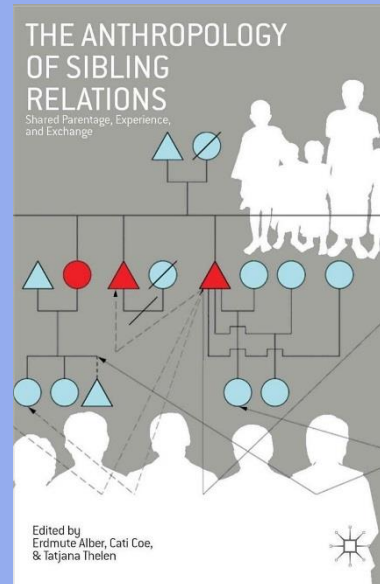 THE ANTHROPOLOGY
OF SIBLING
RELATIONS
Shared Parentage, Experience,
and Exchange
Edited by
Erdmute Alber, Cati Coe,
& Tatjana Thelen